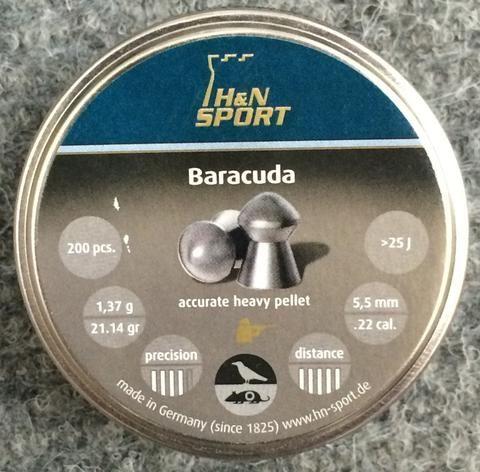 H&N
SPORT
Baracuda
200 pcs.
>25 J
accurate heavy pellet
1,37 g
21.14 gr
5,5 mm
.22 cal.
precision
distance
made in Germany (since 1825) www.hn-sport.de